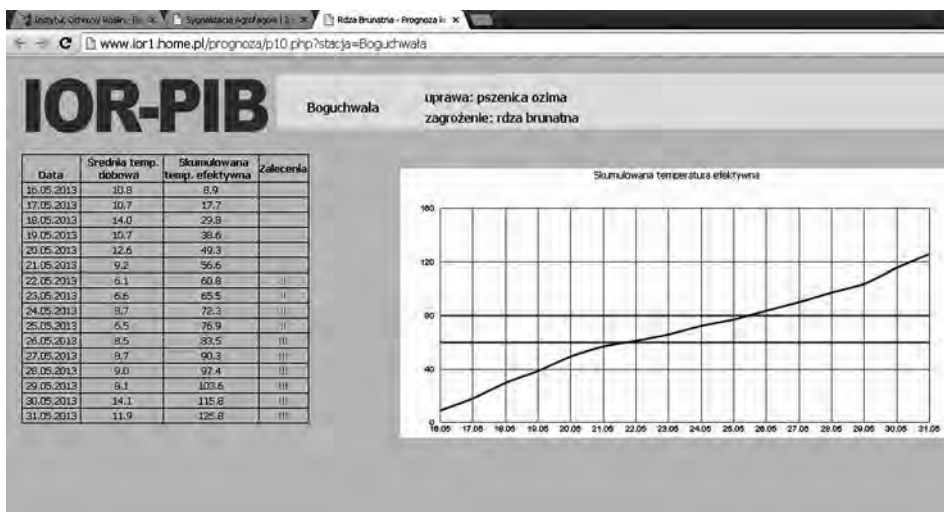 Rdza Brunatna - Prognoza
www.ior1.home.pl/prognoza/p10.php?stacja=Boguchwała
IOR-PIB
Boguchwała
uprawa: pszenica ozima
zagrożenie: rdza brunatna
Data Średnia temp. dobowa Skumulowana temp. efektywna Zalecenia
16.05.2013 10.8 8.9
17.05.2013 10.7 17.7
18.05.2013 14.0 29.8
19.05.2013 10.7 38.6
20.05.2013 12.6 49.3
21.05.2013 9.2 56.6
22.05.2013 6.1 60.8
23.05.2013 6.6 65.5 !!
24.05.2013 8.7 72.3
25.05.2013 6.5 76.9 !!
26.05.2013 8.5 83.5 !!!
27.05.2013 8.7 90.3 !!!
28.05.2013 9.0 97.4 !!!
29.05.2013 8.1 103.6 !!!
30.05.2013 14.1 115.8 !!!
31.05.2013 11.9 125.8 !!!
Skumulowana temperatura efektywna
160
120
80
40
0
16.05 17.05 18.05 19.05 20.05 21.05 22.05 23.05 24.05 25.05 26.05 27.05 28.05 29.05 30.05 31.05